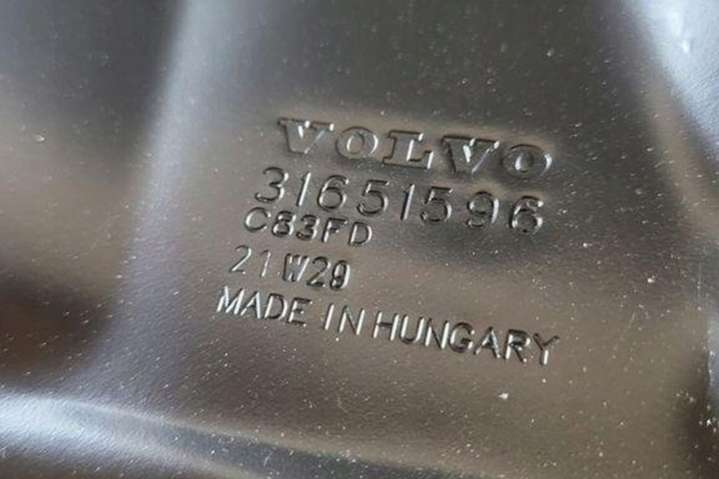 VOLVO
31651596
C83FD
21W29
MADE IN HUNGARY